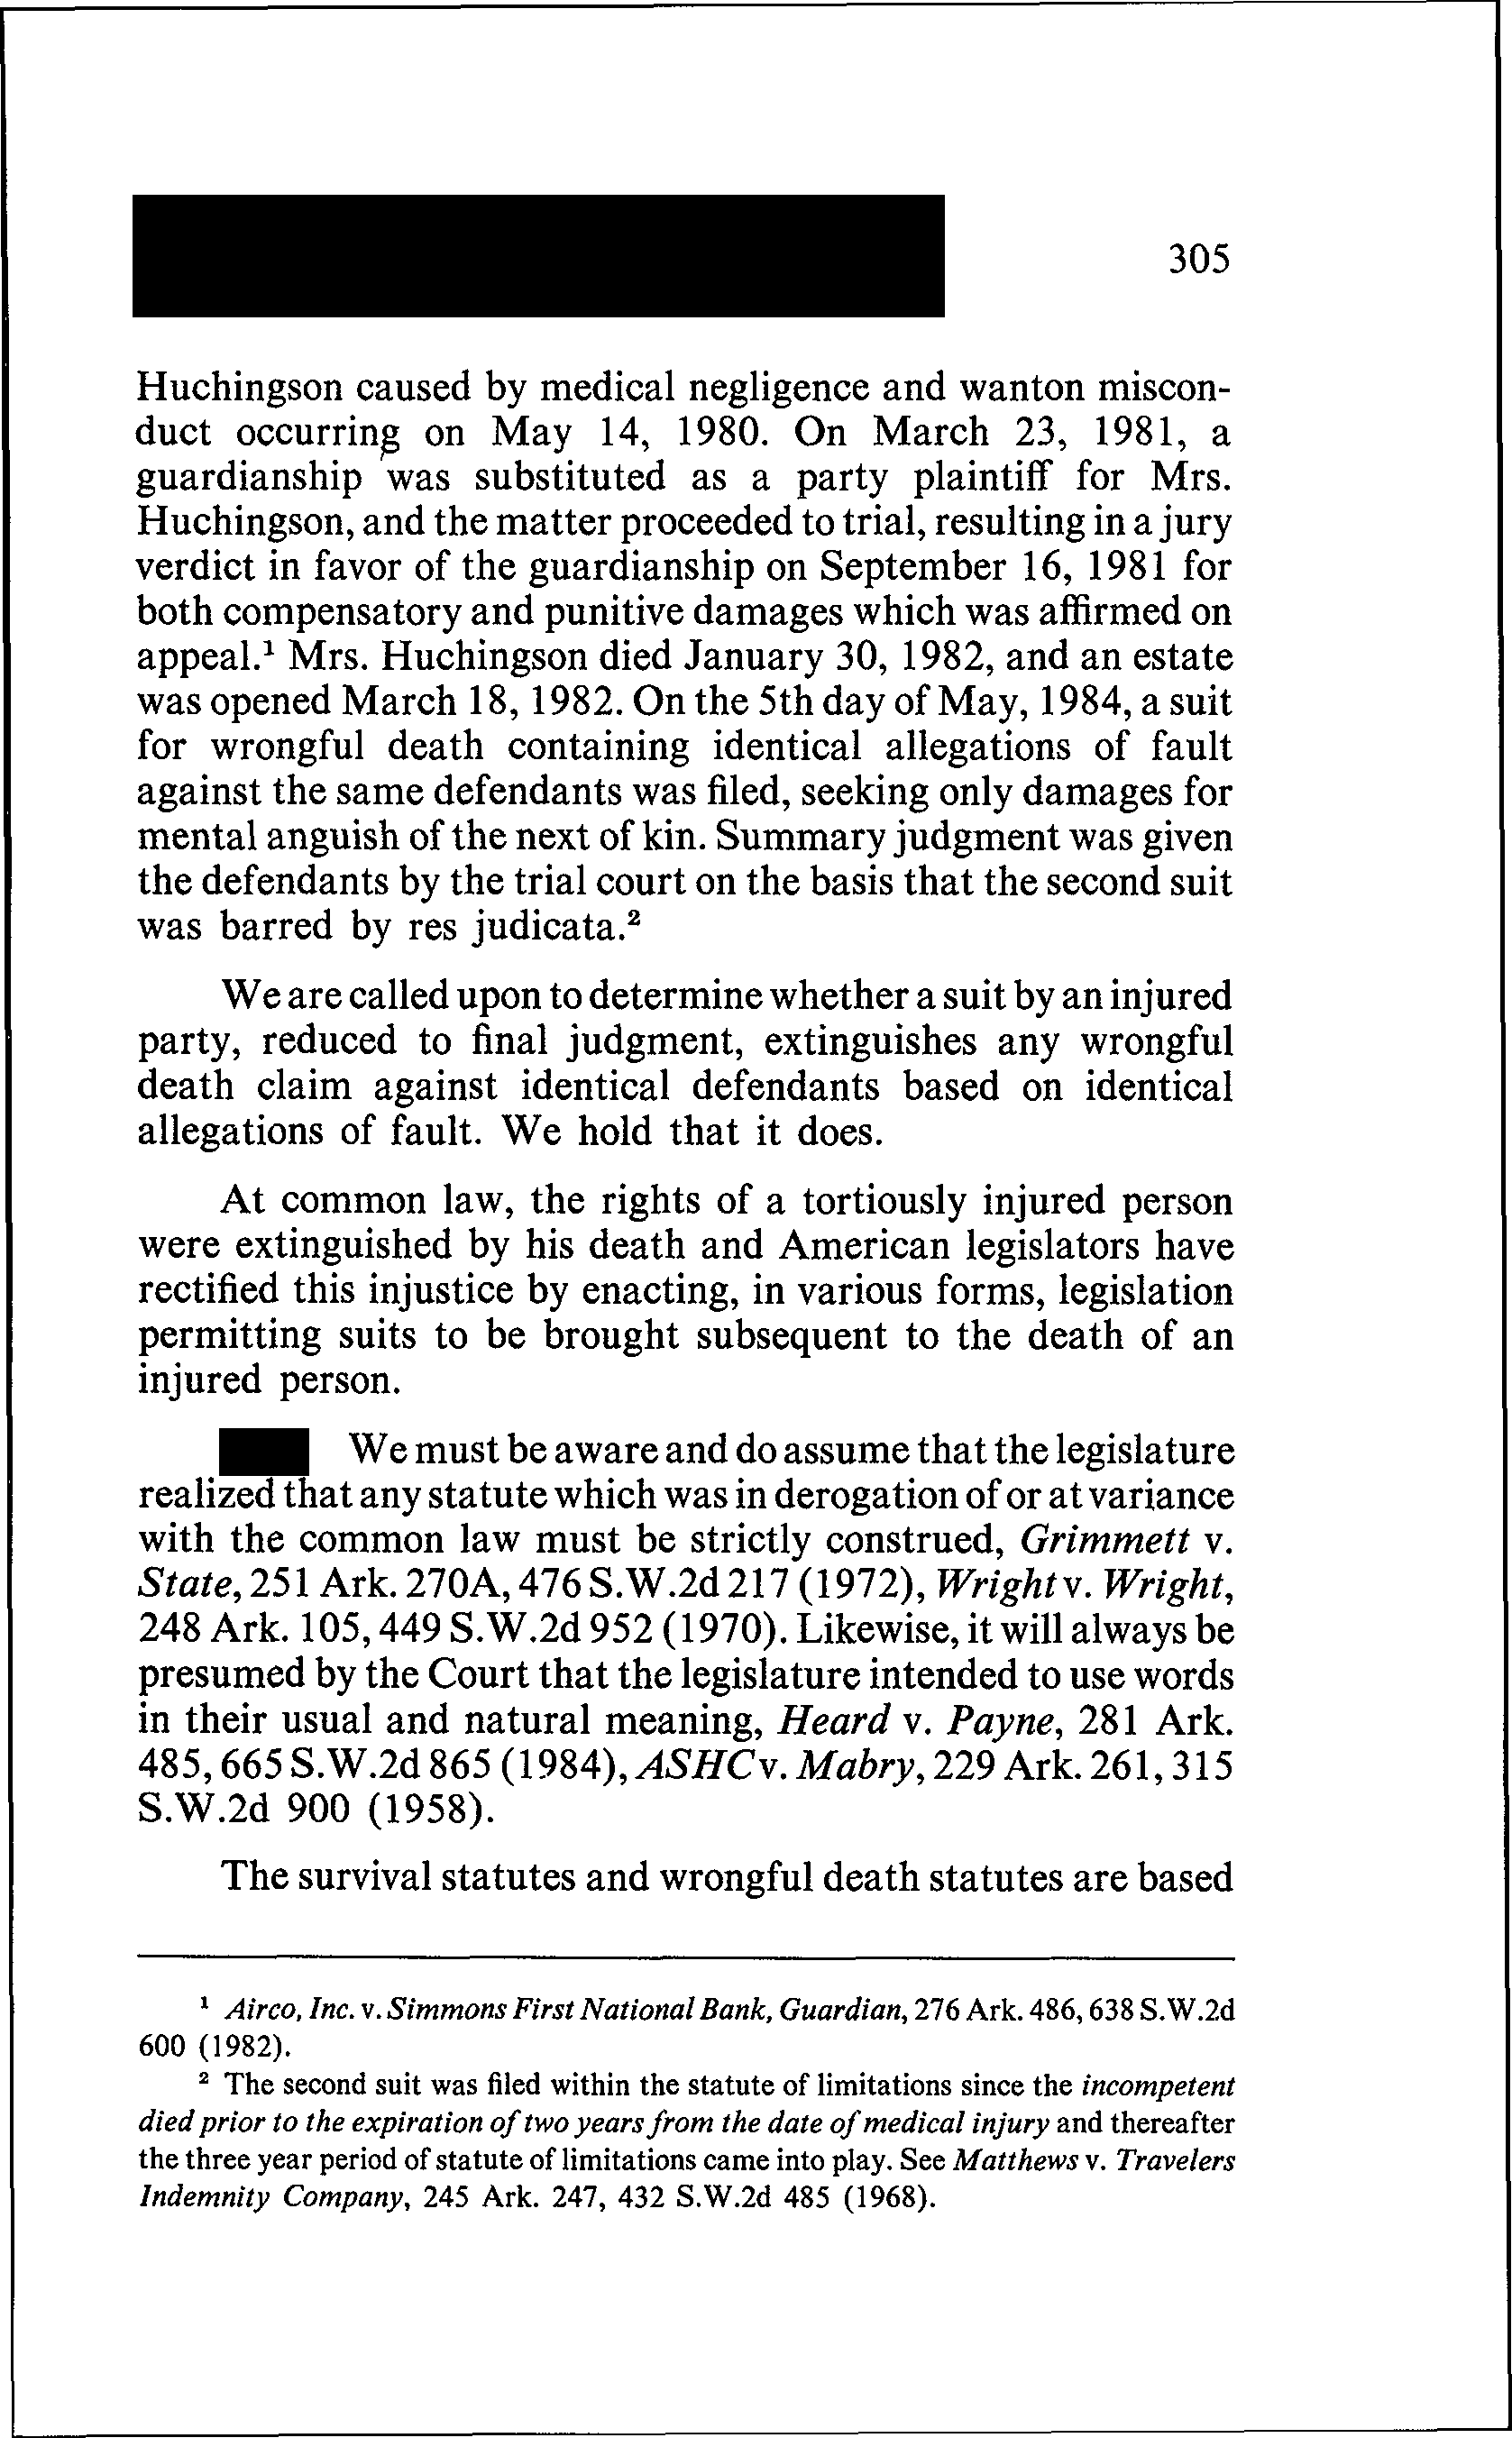 305
Huchingson caused by medical negligence and wanton miscon-
duct occurring on May 14, 1980. On March 23, 1981, a
guardianship was substituted as a party plaintiff for Mrs.
Huchingson, and the matter proceeded to trial, resulting in a jury
verdict in favor of the guardianship on September 16, 1981 for
both compensatory and punitive damages which was affirmed on
appeal.¹ Mrs. Huchingson died January 30, 1982, and an estate
was opened March 18, 1982. On the 5th day of May, 1984, a suit
for wrongful death containing identical allegations of fault
against the same defendants was filed, seeking only damages for
mental anguish of the next of kin. Summary judgment was given
the defendants by the trial court on the basis that the second suit
was barred by res judicata.²
We are called upon to determine whether a suit by an injured
party, reduced to final judgment, extinguishes any wrongful
death claim against identical defendants based on identical
allegations of fault. We hold that it does.
At common law, the rights of a tortiously injured person
were extinguished by his death and American legislators have
rectified this injustice by enacting, in various forms, legislation
permitting suits to be brought subsequent to the death of an
injured person.
We must be aware and do assume that the legislature
realized that any statute which was in derogation of or at variance
with the common law must be strictly construed, Grimmett v.
State, 251 Ark. 270A, 476 S.W.2d 217 (1972), Wright v. Wright,
248 Ark. 105, 449 S.W.2d 952 (1970). Likewise, it will always be
presumed by the Court that the legislature intended to use words
in their usual and natural meaning, Heard v. Payne, 281 Ark.
485, 665 S.W.2d 865 (1984), ASHC v. Mabry, 229 Ark. 261, 315
S.W.2d 900 (1958).
The survival statutes and wrongful death statutes are based
¹ Airco, Inc. v. Simmons First National Bank, Guardian, 276 Ark. 486, 638 S.W.2d
600 (1982).
² The second suit was filed within the statute of limitations since the incompetent
died prior to the expiration of two years from the date of medical injury and thereafter
the three year period of statute of limitations came into play. See Matthews v. Travelers
Indemnity Company, 245 Ark. 247, 432 S.W.2d 485 (1968).